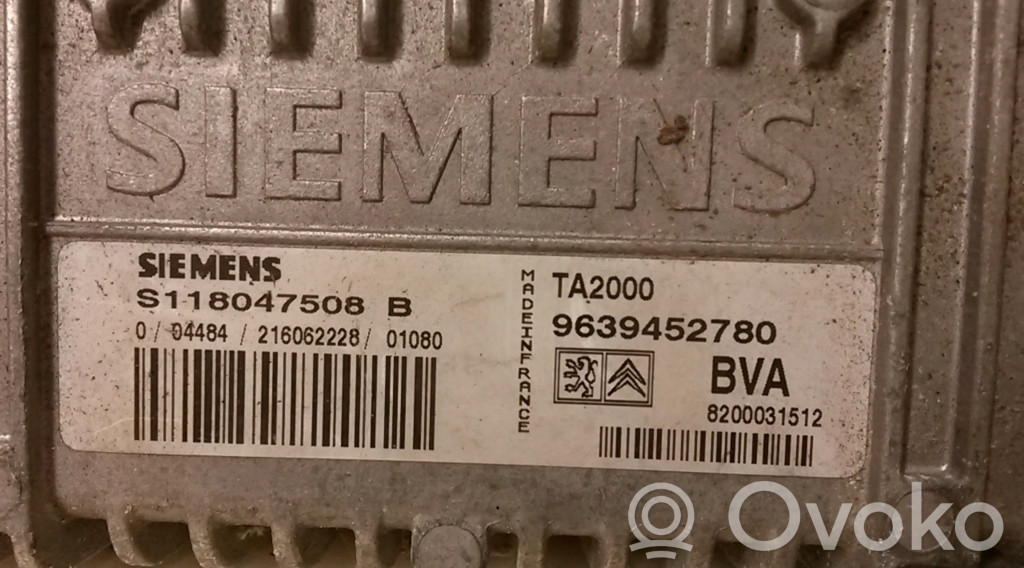 SIEMENS
SIEMENS
S118047508 B
0 / 04484 / 216062228 / 01080
MADEINFRANCE
TA2000
9639452780
BVA
8200031512
Ovoko